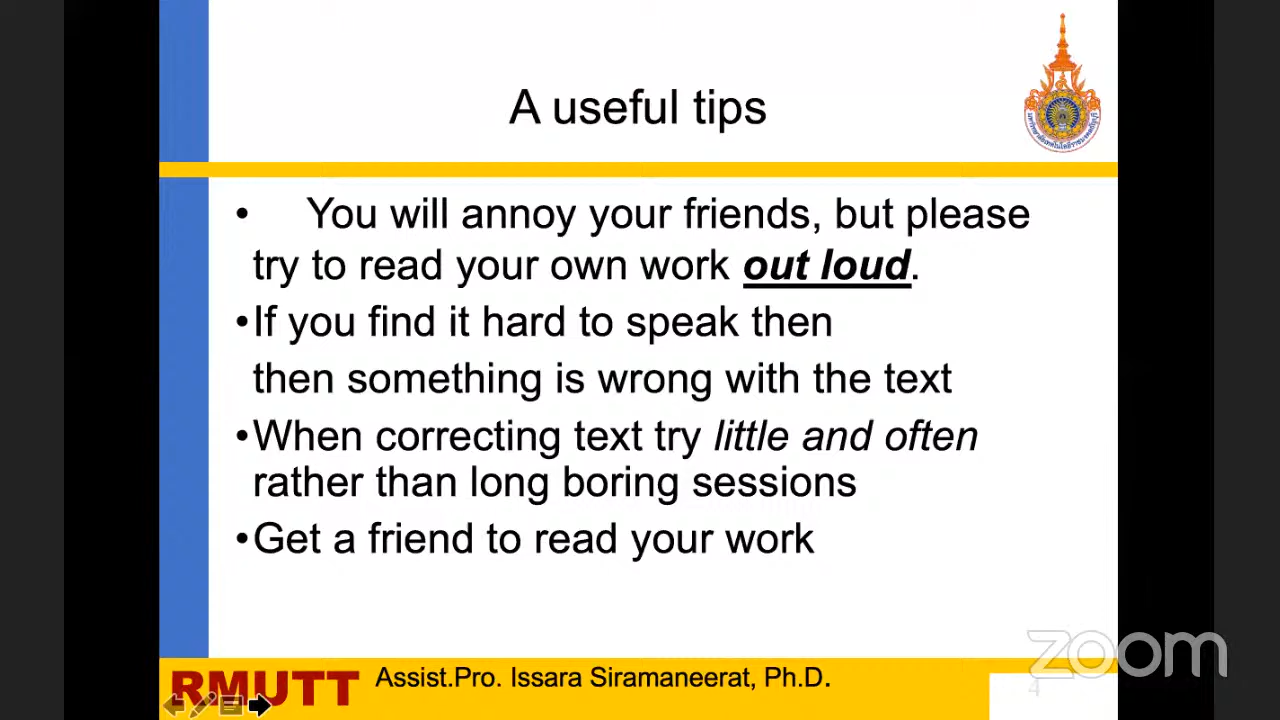 A useful tips
• You will annoy your friends, but please
try to read your own work out loud.
•If you find it hard to speak then
then something is wrong with the text
•When correcting text try little and often
rather than long boring sessions
•Get a friend to read your work
RMUTT
Assist.Pro. Issara Siramaneerat, Ph.D.
4
zoom